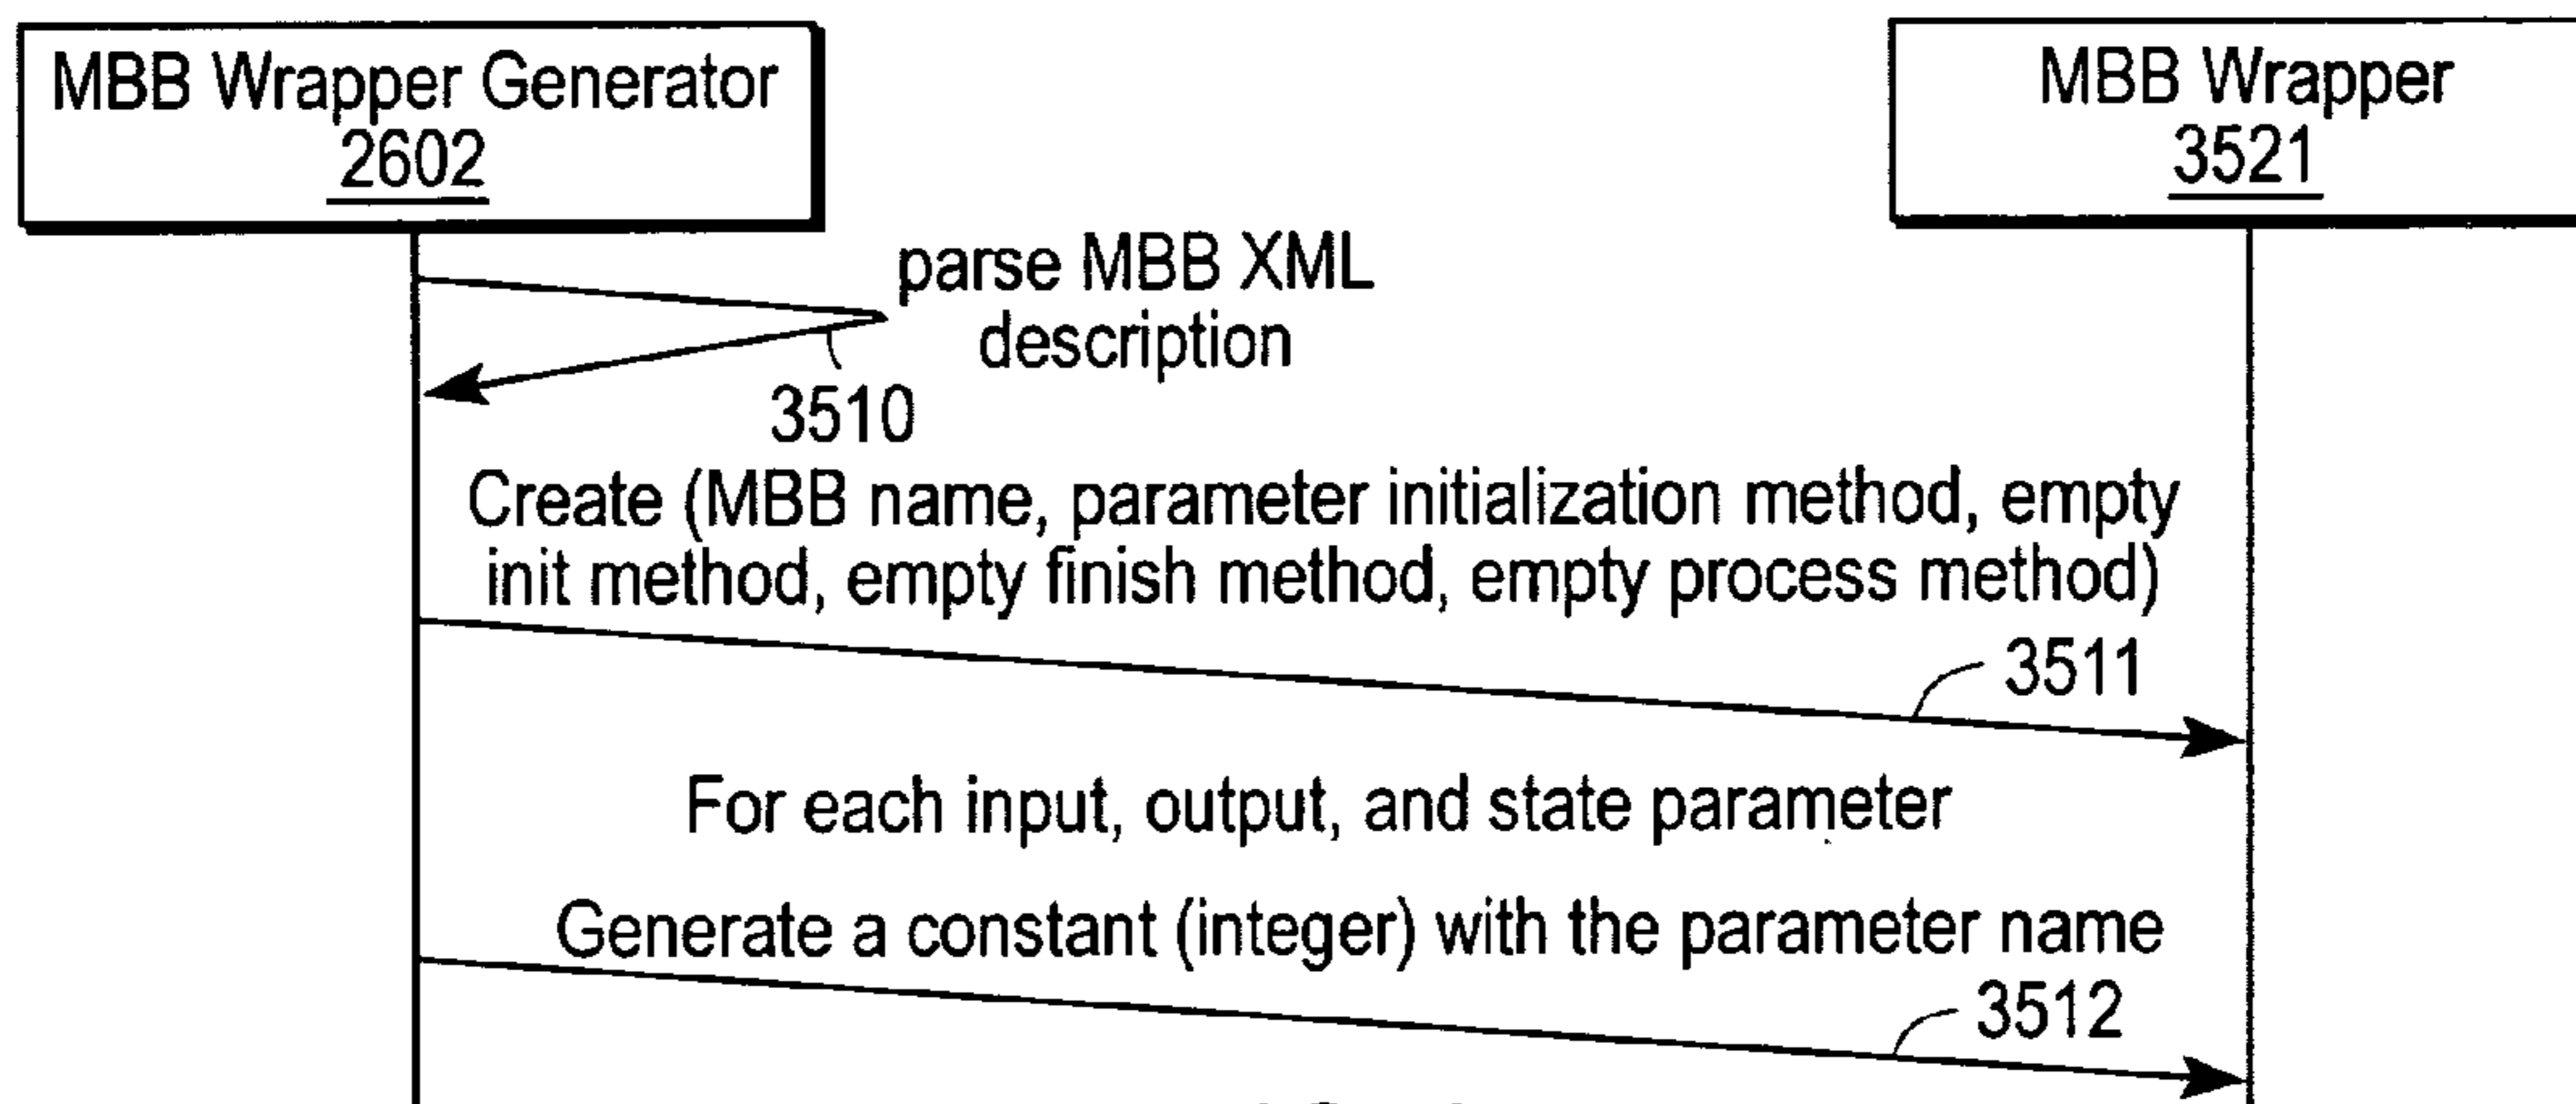 MBB Wrapper Generator
2602
MBB Wrapper
3521
parse MBB XML
description
3510
Create (MBB name, parameter initialization method, empty
init method, empty finish method, empty process method)
3511
For each input, output, and state parameter
Generate a constant (integer) with the parameter name
3512